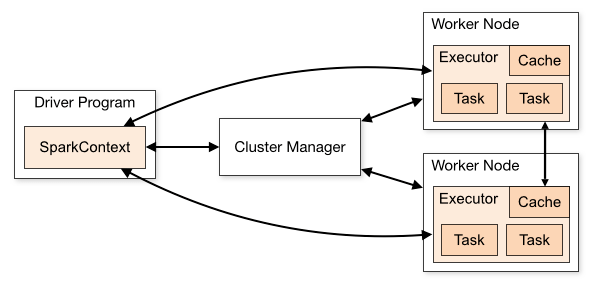 Driver Program
SparkContext
Cluster Manager
Worker Node
Executor
Cache
Task
Task
Worker Node
Executor
Cache
Task
Task